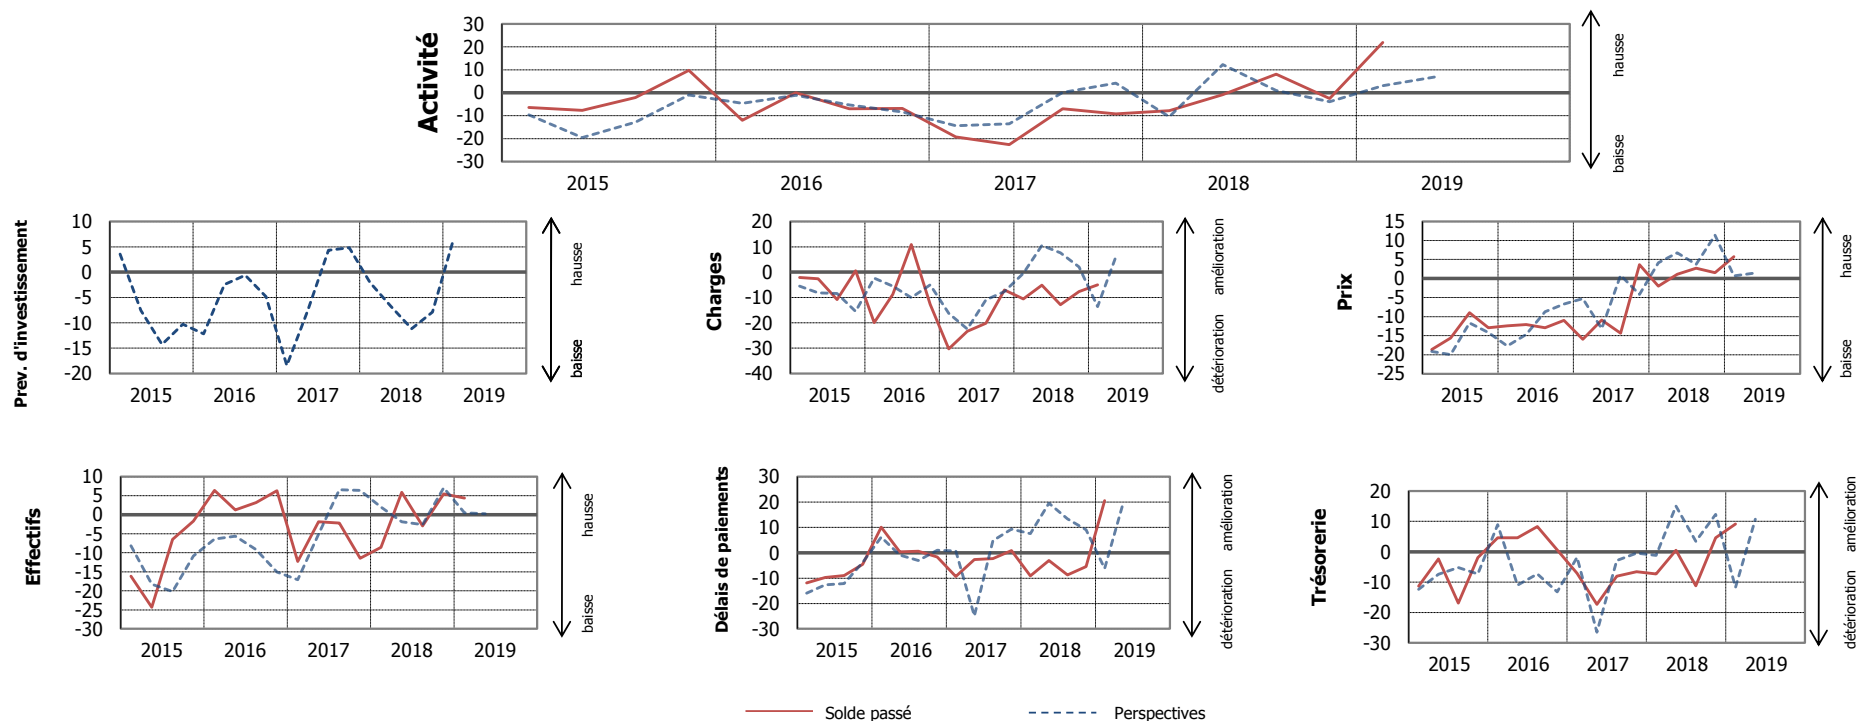 Activité
30
20
10
0
-10
-20
-30
2015 2016 2017 2018 2019
hausse
baisse
Prev. d'investissement
10
5
0
-5
-10
-15
-20
2015 2016 2017 2018 2019
hausse
baisse
Charges
20
10
0
-10
-20
-30
-40
2015 2016 2017 2018 2019
amélioration
détérioration
Prix
15
10
5
0
-5
-10
-15
-20
-25
2015 2016 2017 2018 2019
hausse
baisse
Effectifs
10
5
0
-5
-10
-15
-20
-25
-30
2015 2016 2017 2018 2019
hausse
baisse
Délais de paiements
30
20
10
0
-10
-20
-30
2015 2016 2017 2018 2019
amélioration
détérioration
Trésorerie
20
10
0
-10
-20
-30
2015 2016 2017 2018 2019
amélioration
détérioration
Solde passé Perspectives